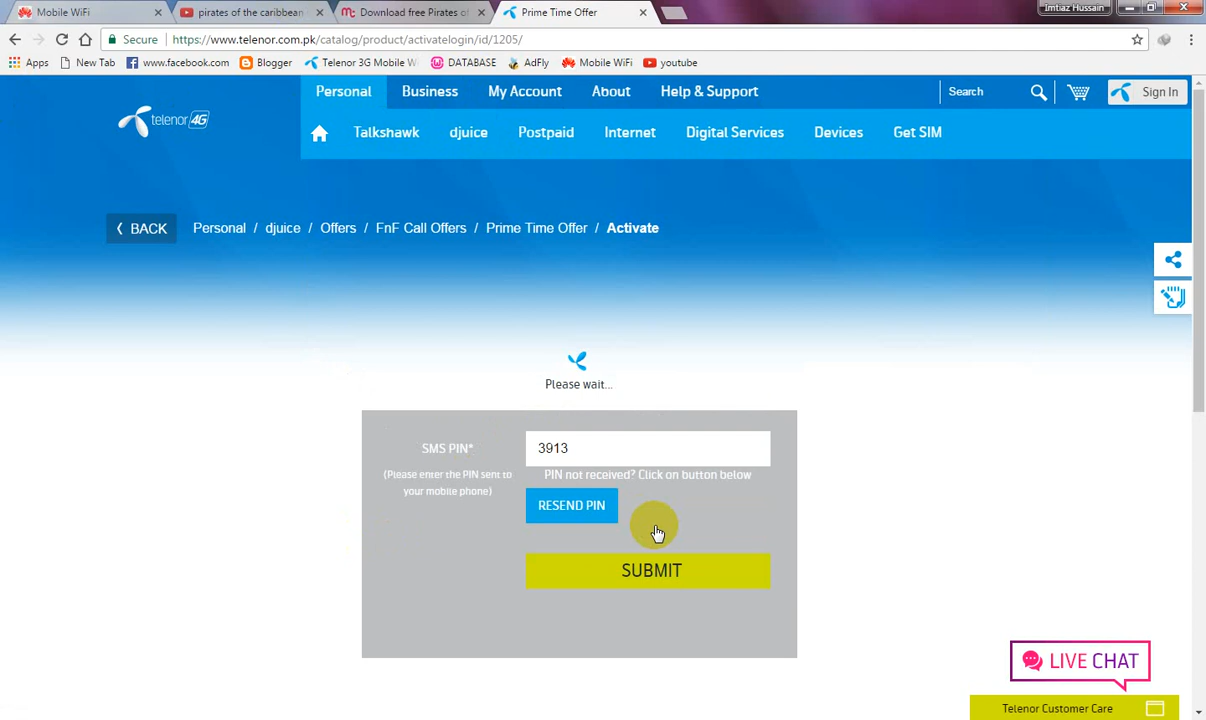 Imtiaz Hussain
Mobile WiFi
pirates of the caribbean
Download free Pirates of
Prime Time Offer
Secure https://www.telenor.com.pk/catalog/product/activatelogin/id/1205/
Apps New Tab www.facebook.com Blogger Telenor 3G Mobile W DATABASE AdFly Mobile WiFi youtube
Personal Business My Account About Help & Support Search Sign In
telenor 4G
Talkshawk djuice Postpaid Internet Digital Services Devices Get SIM
BACK Personal / djuice / Offers / FnF Call Offers / Prime Time Offer / Activate
Please wait...
SMS PIN* 3913
(Please enter the PIN sent to
your mobile phone)
PIN not received? Click on button below
RESEND PIN
SUBMIT
LIVE CHAT
Telenor Customer Care